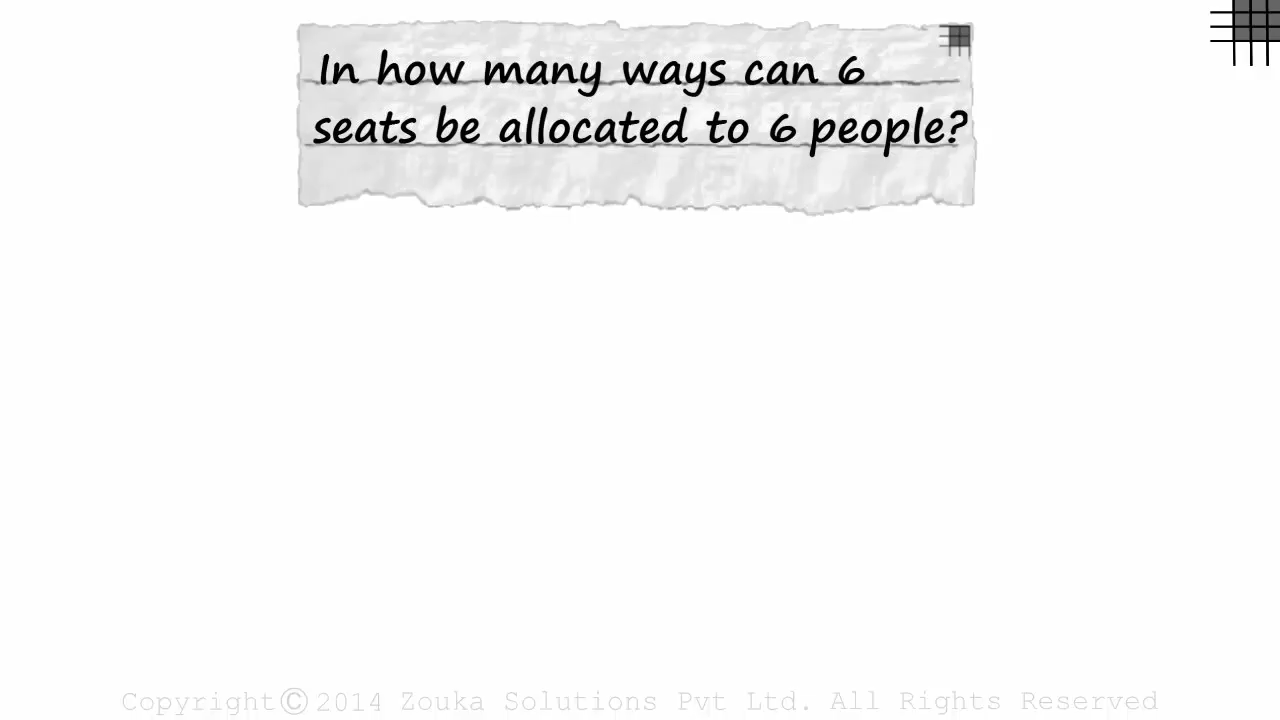 In how many ways can 6
seats be allocated to 6 people?
Copyright©2014 Zouka Solutions Pvt Ltd. All Rights Reserved